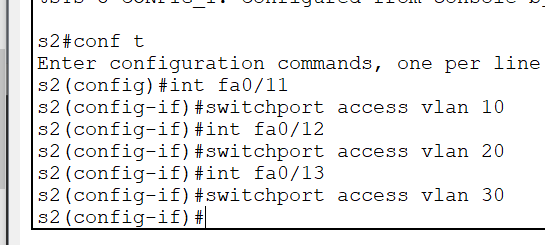 s2#conf t
Enter configuration commands, one per line
s2(config)#int fa0/11
s2(config-if)#switchport access vlan 10
s2(config-if)#int fa0/12
s2(config-if)#switchport access vlan 20
s2(config-if)#int fa0/13
s2(config-if)#switchport access vlan 30
s2(config-if)#